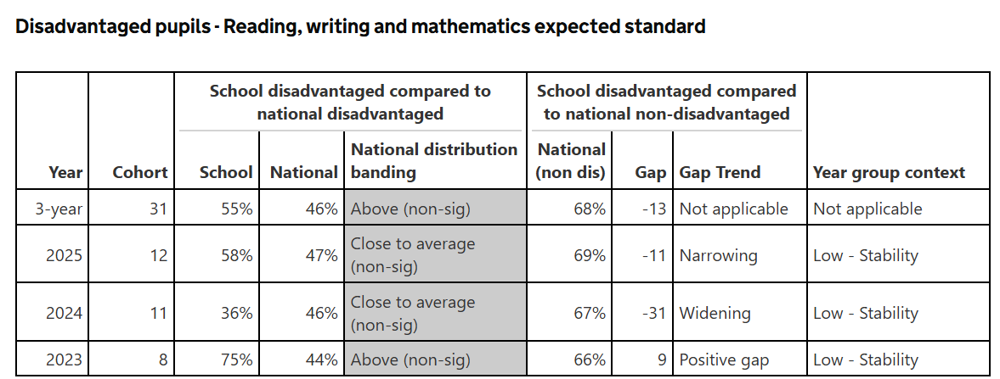 Disadvantaged pupils - Reading, writing and mathematics expected standard
School disadvantaged compared to national disadvantaged
School disadvantaged compared to national non-disadvantaged
Year Cohort School National National distribution banding National (non dis) Gap Gap Trend Year group context
3-year 31 55% 46% Above (non-sig) 68% -13 Not applicable Not applicable
2025 12 58% 47% Close to average (non-sig) 69% -11 Narrowing Low - Stability
2024 11 36% 46% Close to average (non-sig) 67% -31 Widening Low - Stability
2023 8 75% 44% Above (non-sig) 66% 9 Positive gap Low - Stability